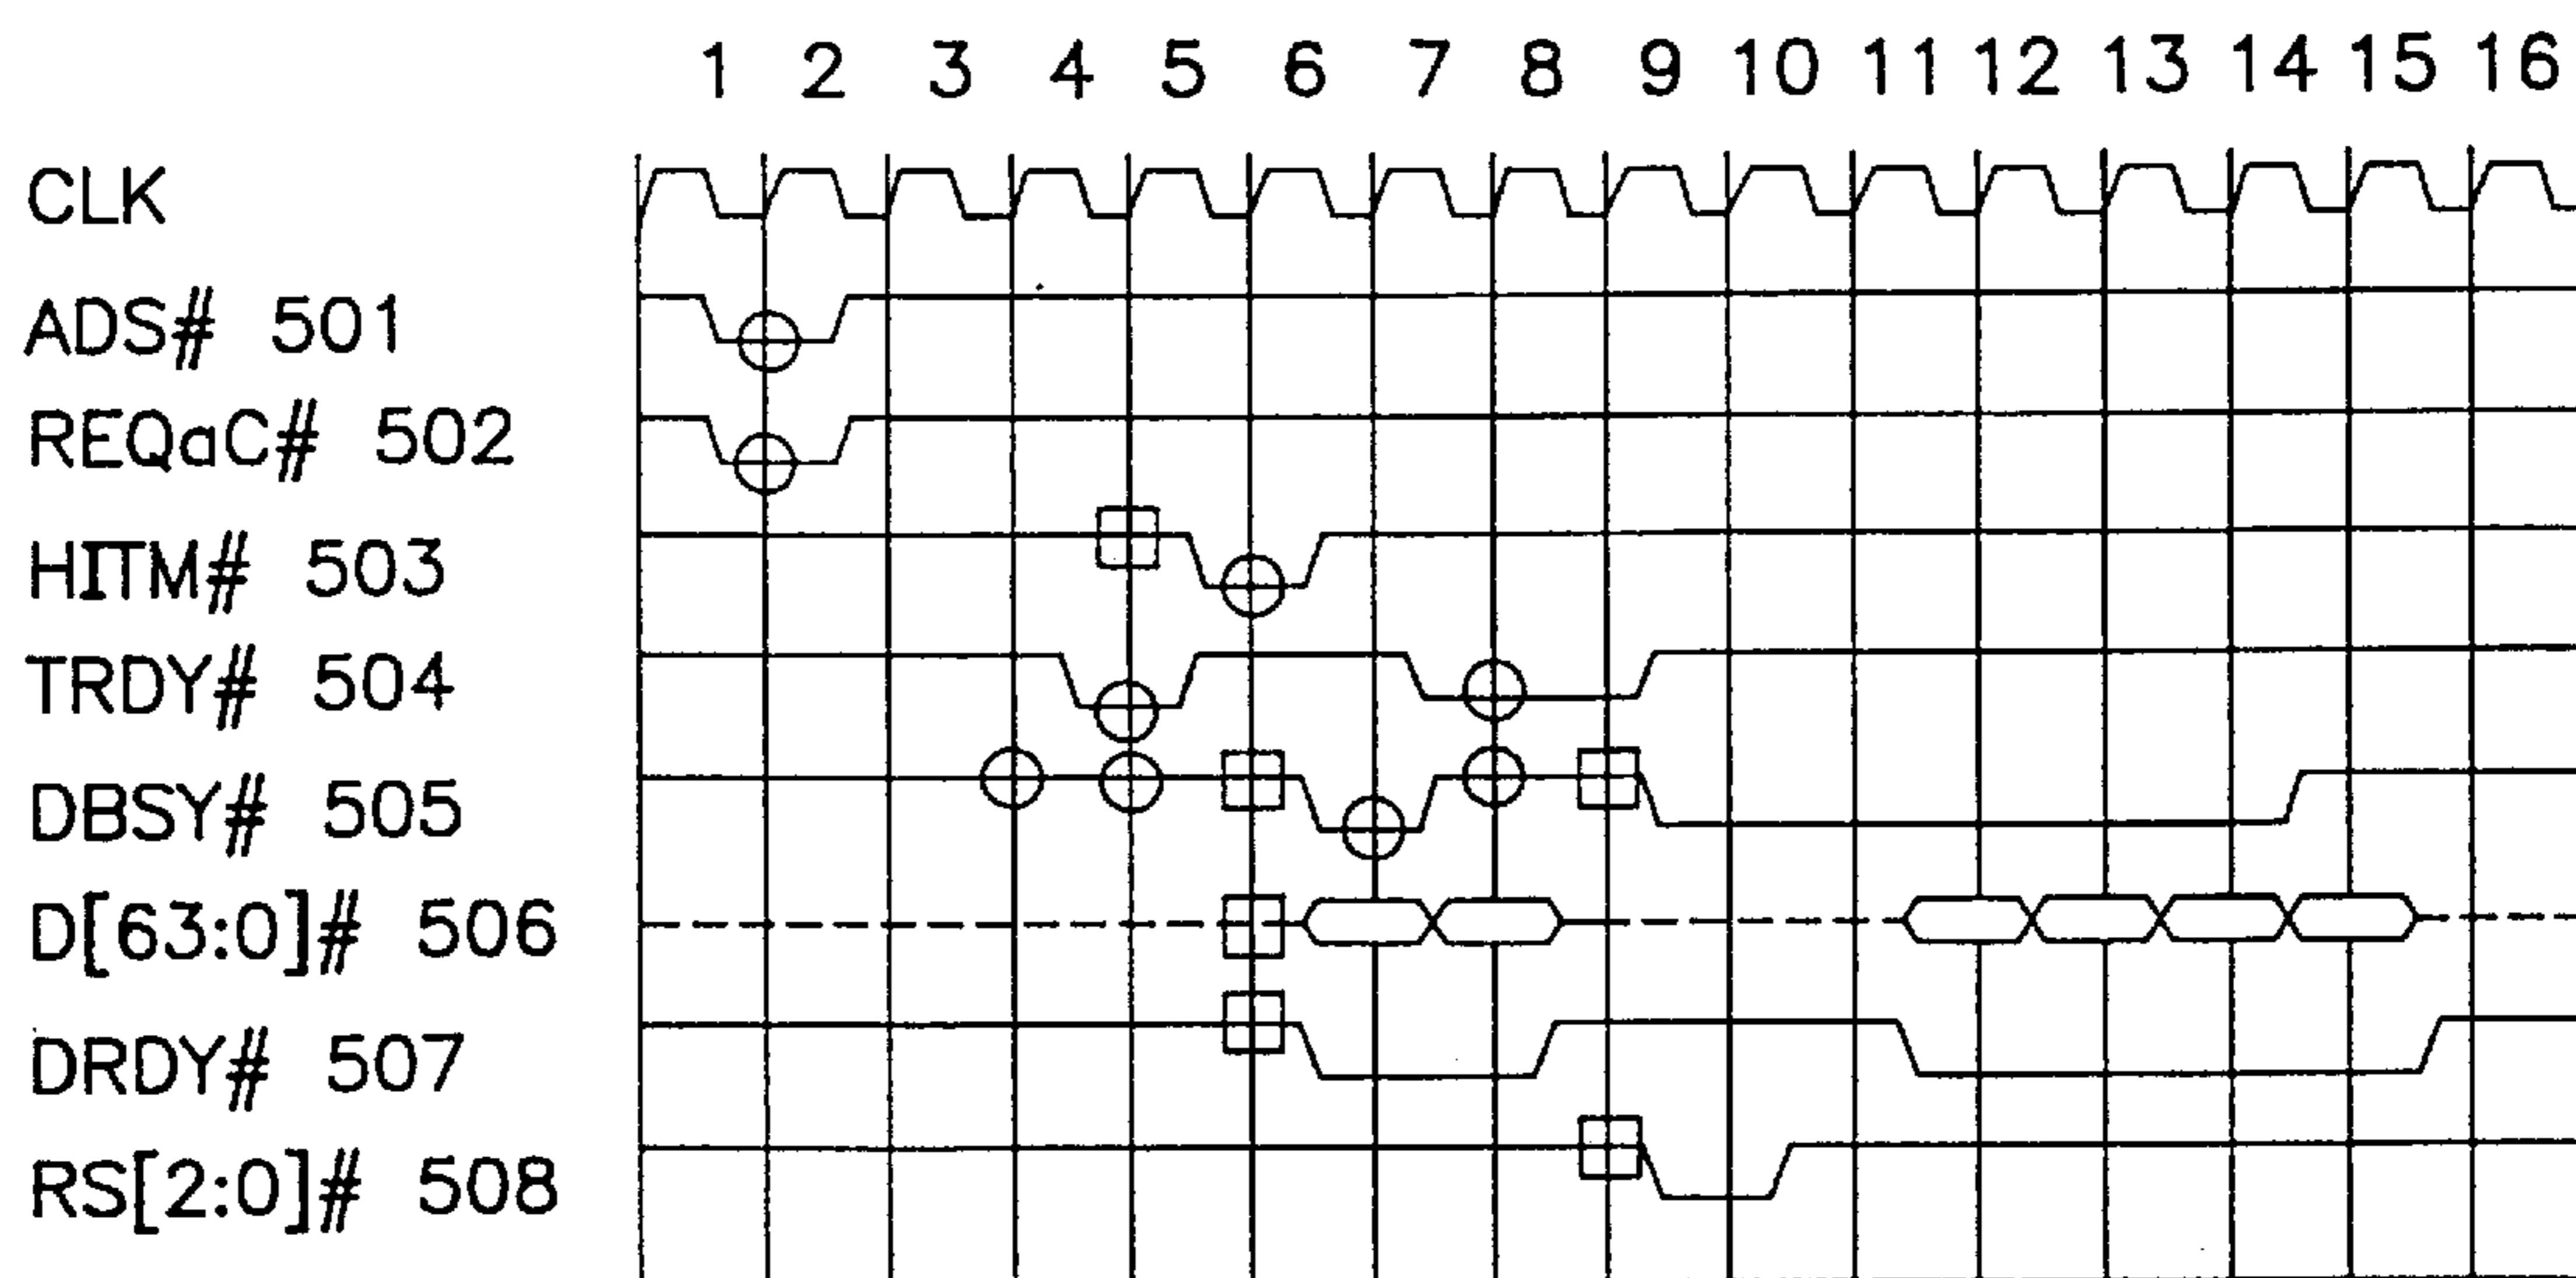 1 2 3 4 5 6 7 8 9 10 11 12 13 14 15 16
CLK
ADS# 501
REQaC# 502
HITM# 503
TRDY# 504
DBSY# 505
D[63:0]# 506
DRDY# 507
RS[2:0]# 508